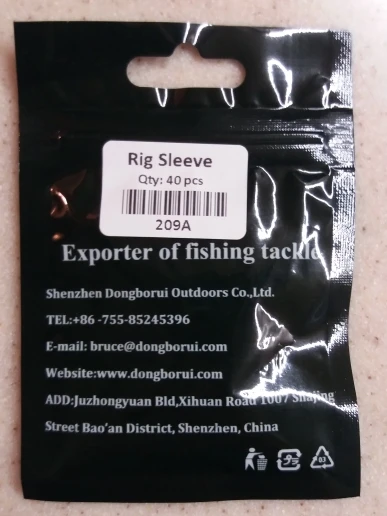 Rig Sleeve
Qty: 40 pcs
209A
Exporter of fishing tackle
Shenzhen Dongborui Outdoors Co.,Ltd.
TEL:+86 -755-85245396
E-mail: bruce@dongborui.com
Website:www.dongborui.com
ADD:Juzhongyuan Bld,Xihuan Road 1007 Shajing
Street Bao'an District, Shenzhen, China
03